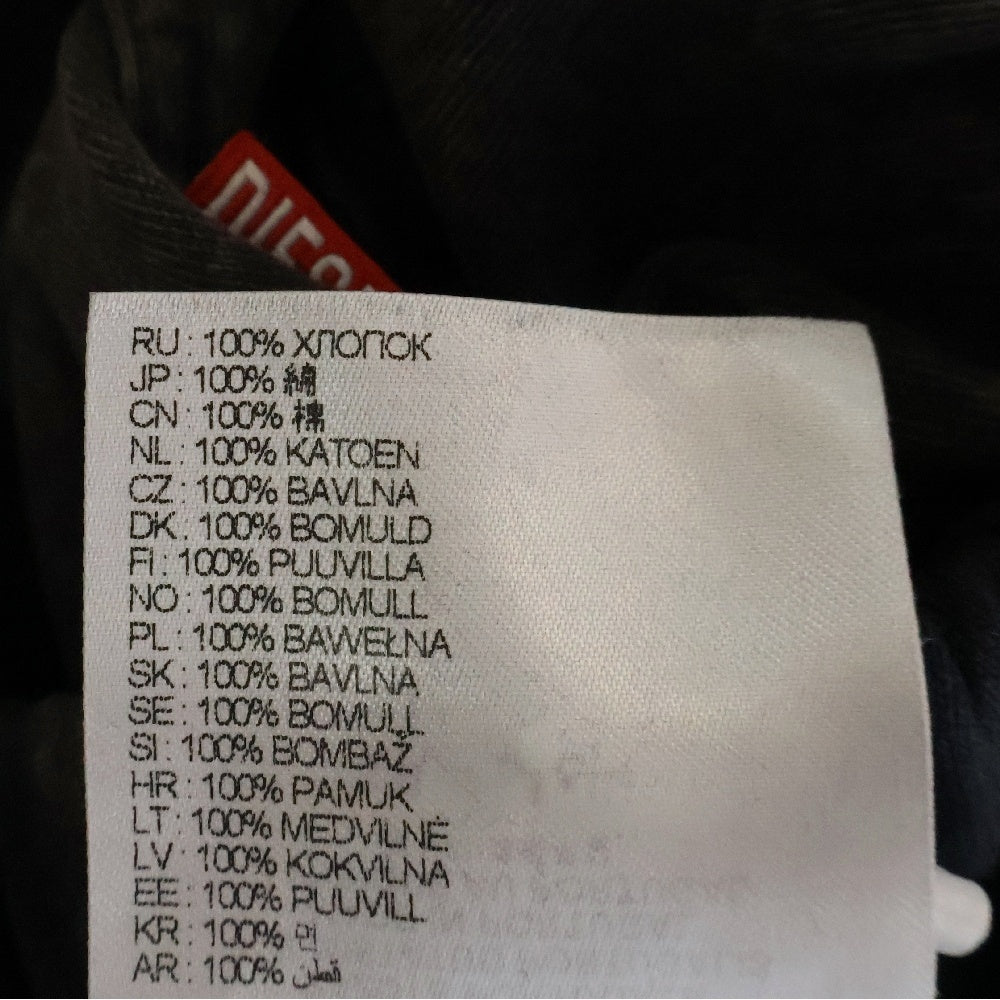 DIESE
RU : 100% ХЛОПОК
JP : 100% 綿
CN : 100% 棉
NL : 100% KATOEN
CZ : 100% BAVLNA
DK : 100% BOMULD
FI : 100% PUUVILLA
NO : 100% BOMULL
PL : 100% BAWEŁNA
SK : 100% BAVLNA
SE : 100% BOMULL
SI : 100% BOMBAŽ
HR : 100% PAMUK
LT : 100% MEDVILNĖ
LV : 100% KOKVILNA
EE : 100% PUUVILL
KR : 100% 면
AR : 100% قطن